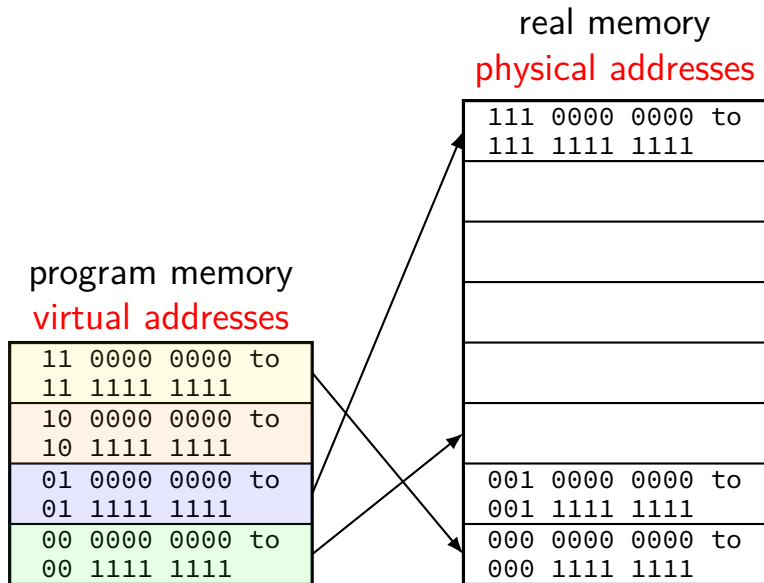 real memory
physical addresses
111 0000 0000 to
111 1111 1111
program memory
virtual addresses
11 0000 0000 to
11 1111 1111
10 0000 0000 to
10 1111 1111
01 0000 0000 to
01 1111 1111
00 0000 0000 to
00 1111 1111
001 0000 0000 to
001 1111 1111
000 0000 0000 to
000 1111 1111